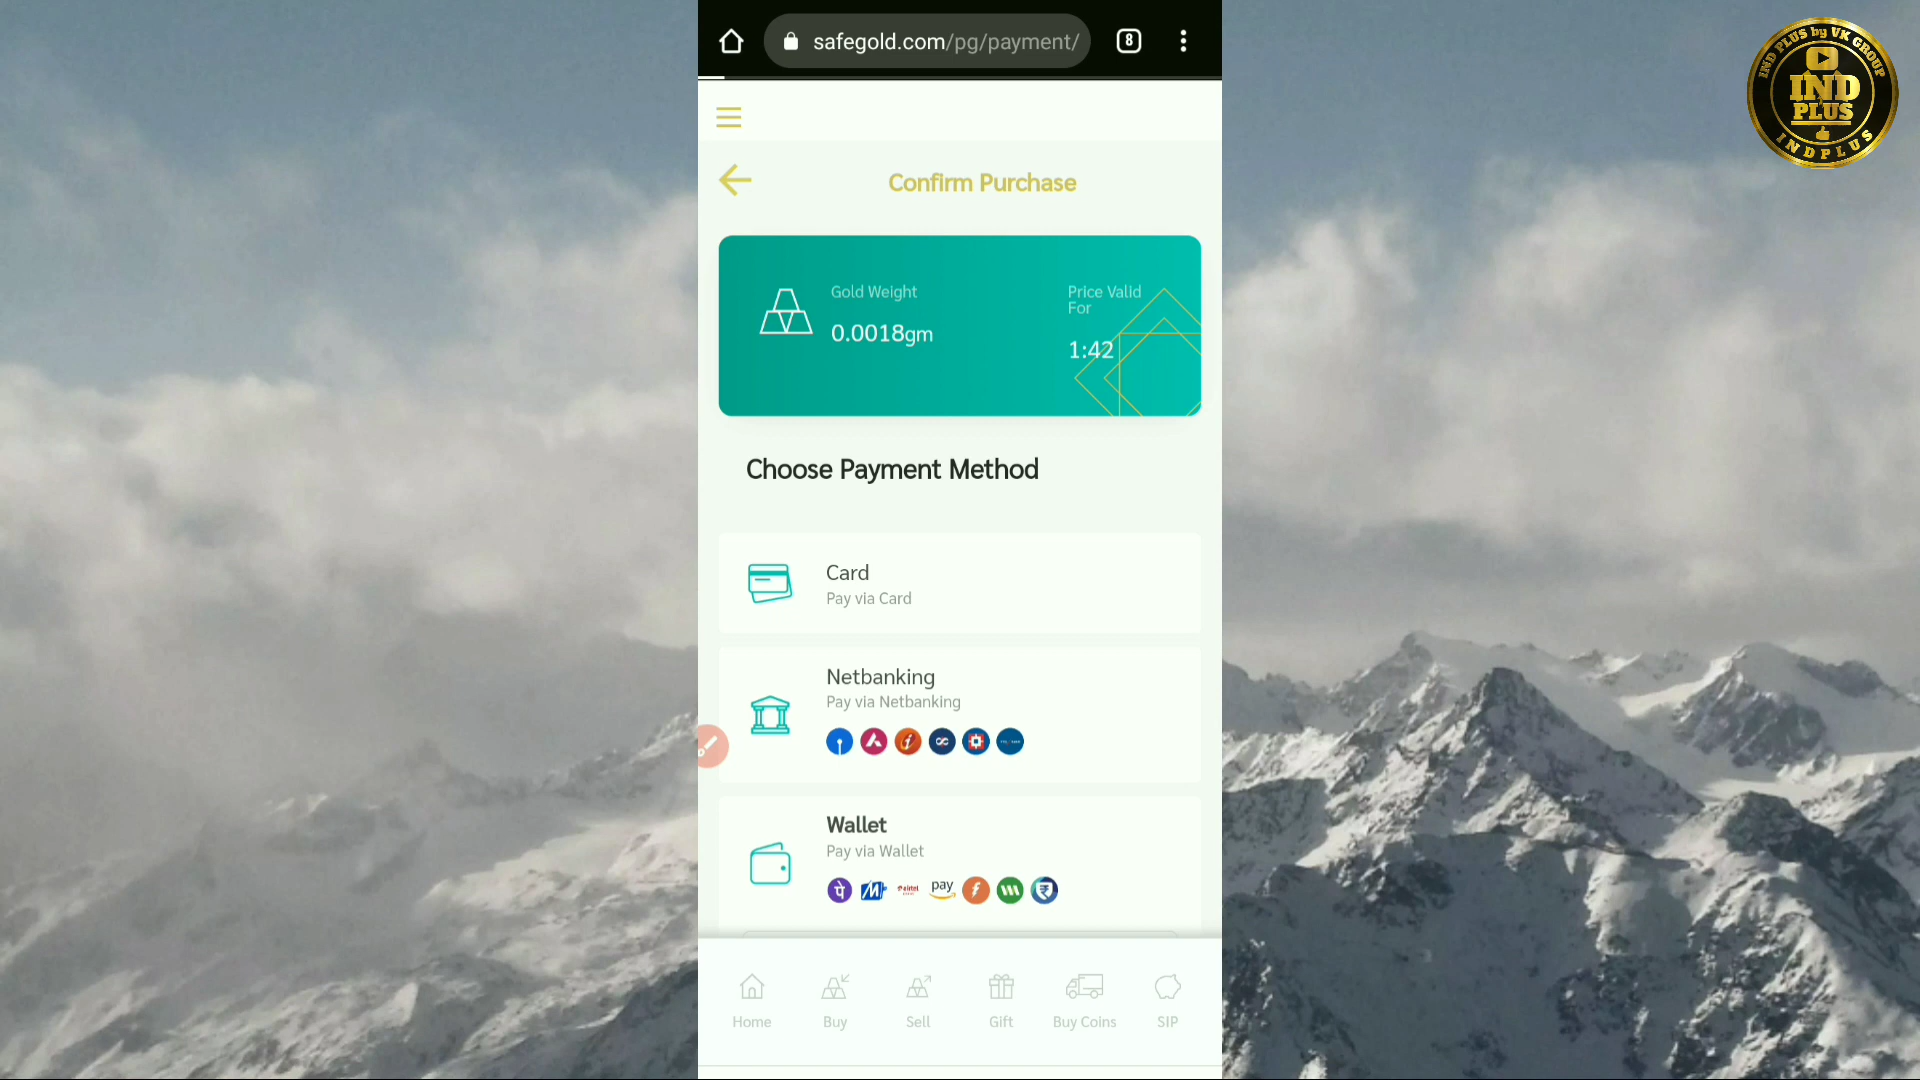 safegold.com/pg/payment/
8
IND PLUS by VK GROUP
IND
PLUS
INDPLUS
Confirm Purchase
Gold Weight
0.0018gm
Price Valid
For
1:42
Choose Payment Method
Card
Pay via Card
Netbanking
Pay via Netbanking
Wallet
Pay via Wallet
airtel
pay
Home
Buy
Sell
Gift
Buy Coins
SIP